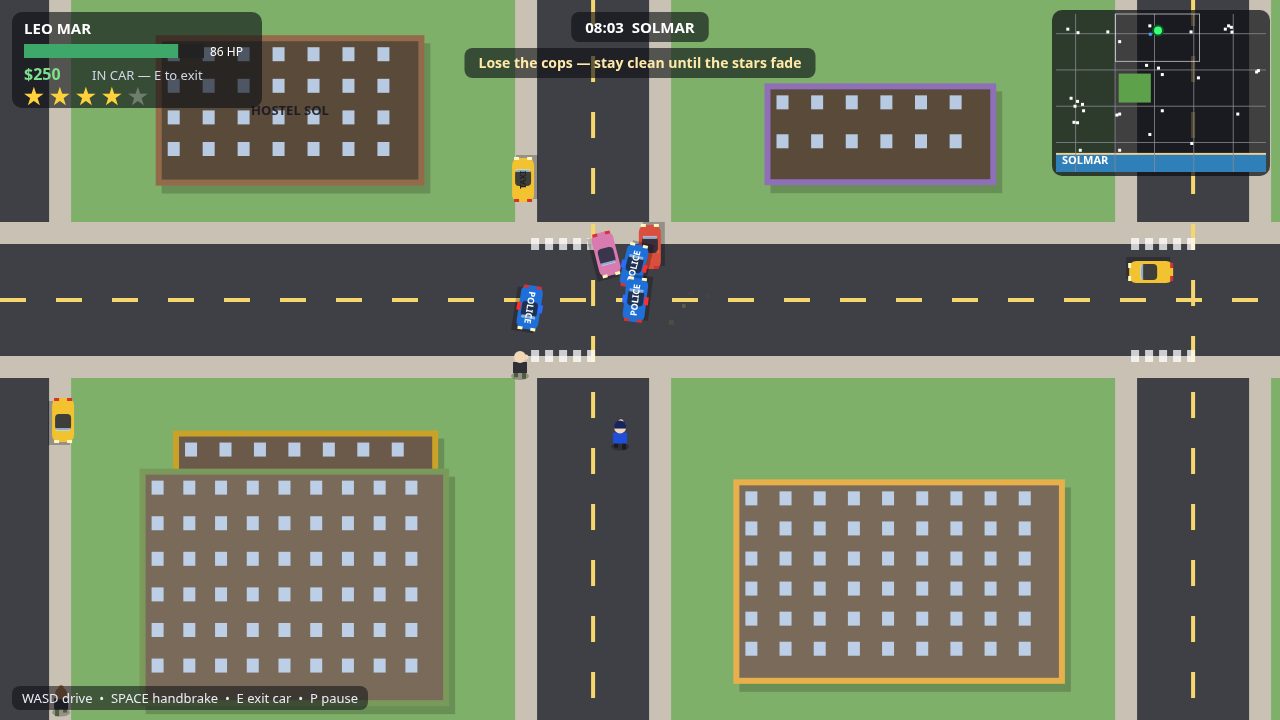 LEO MAR
86 HP
$250
IN CAR — E to exit
08:03 SOLMAR
Lose the cops — stay clean until the stars fade
HOSTEL SOL
SOLMAR
TAXI
POLICE
POLICE
POLICE
WASD drive • SPACE handbrake • E exit car • P pause